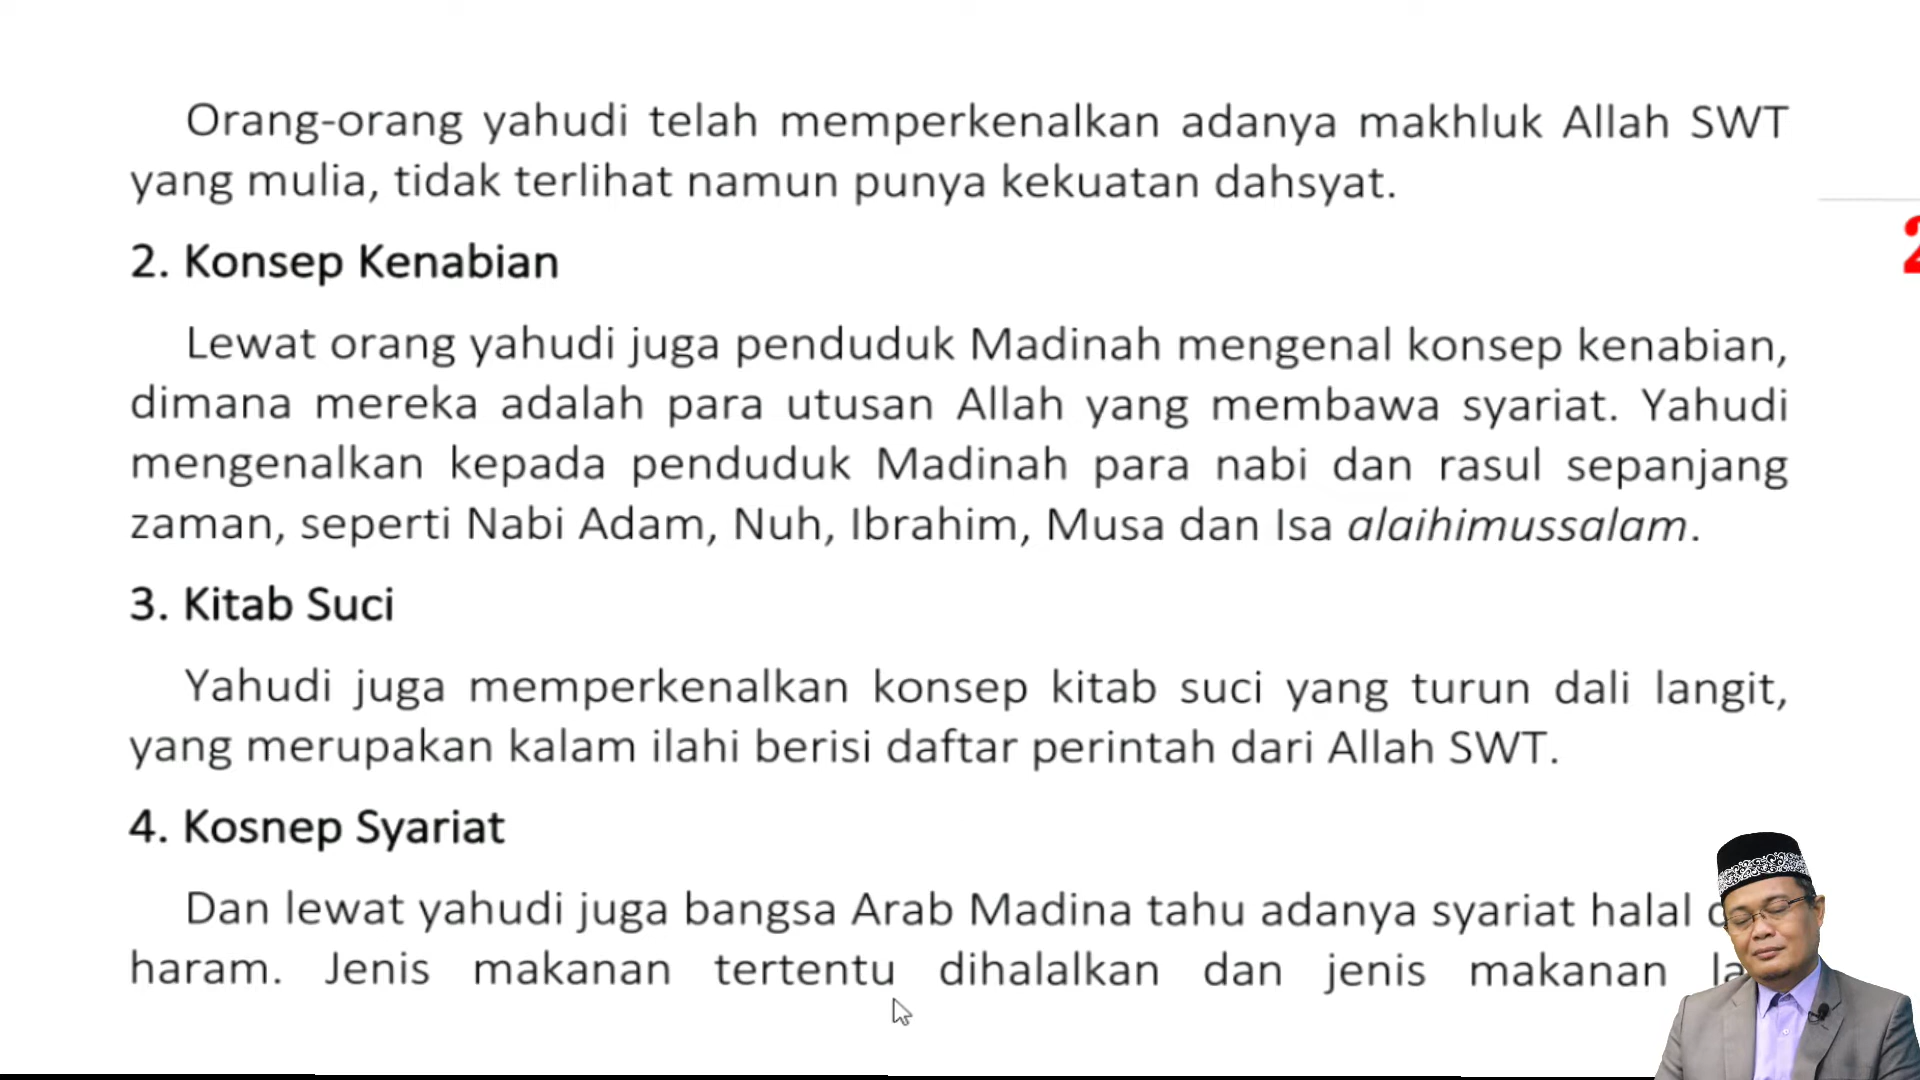 Orang-orang yahudi telah memperkenalkan adanya makhluk Allah SWT
yang mulia, tidak terlihat namun punya kekuatan dahsyat.
2. Konsep Kenabian
Lewat orang yahudi juga penduduk Madinah mengenal konsep kenabian,
dimana mereka adalah para utusan Allah yang membawa syariat. Yahudi
mengenalkan kepada penduduk Madinah para nabi dan rasul sepanjang
zaman, seperti Nabi Adam, Nuh, Ibrahim, Musa dan Isa alaihimussalam.
3. Kitab Suci
Yahudi juga memperkenalkan konsep kitab suci yang turun dali langit,
yang merupakan kalam ilahi berisi daftar perintah dari Allah SWT.
4. Kosnep Syariat
Dan lewat yahudi juga bangsa Arab Madina tahu adanya syariat halal
haram. Jenis makanan tertentu dihalalkan dan jenis makanan